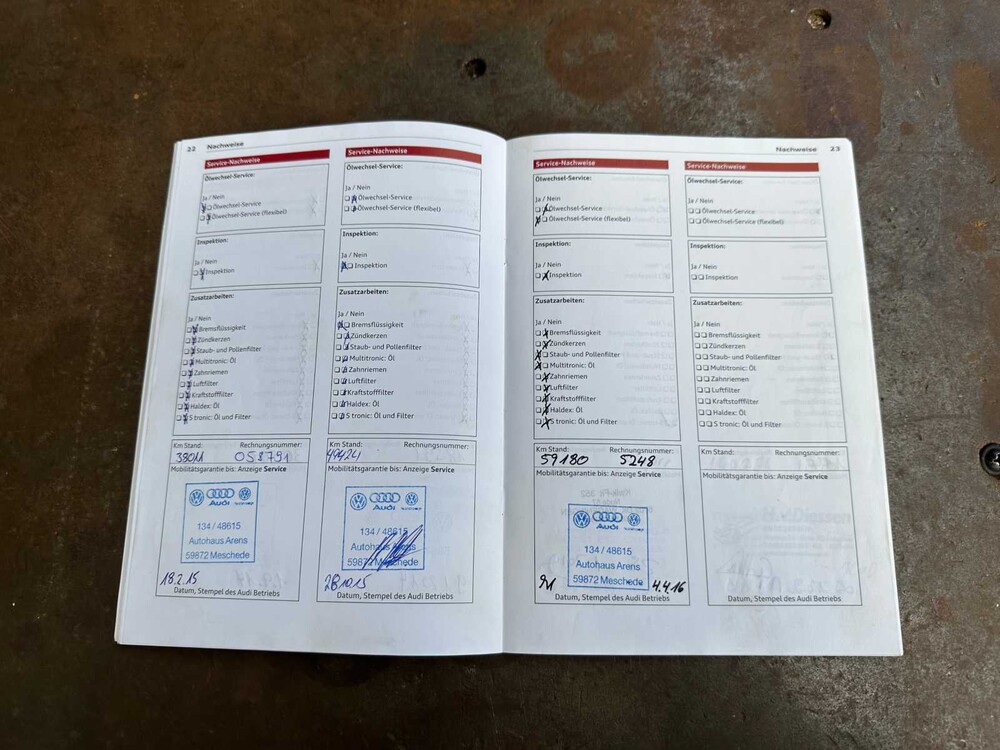 22 Nachweise
Service-Nachweise
Ölwechsel-Service:
Ja / Nein
Ölwechsel-Service
Ölwechsel-Service (flexibel)
Inspektion:
Ja / Nein
Inspektion
Zusatzarbeiten:
Ja / Nein
Bremsflüssigkeit
Zündkerzen
Staub- und Pollenfilter
Multitronic: Öl
Zahnriemen
Luftfilter
Kraftstofffilter
Haldex: Öl
S tronic: Öl und Filter
Km Stand: Rechnungsnummer:
38011 058791
Mobilitätsgarantie bis: Anzeige Service
Audi
134 / 48615
Autohaus Arens
59872 Meschede
18.2.15
Datum, Stempel des Audi Betriebs
Service-Nachweise
Ölwechsel-Service:
Ja / Nein
Ölwechsel-Service
Ölwechsel-Service (flexibel)
Inspektion:
Ja / Nein
Inspektion
Zusatzarbeiten:
Ja / Nein
Bremsflüssigkeit
Zündkerzen
Staub- und Pollenfilter
Multitronic: Öl
Zahnriemen
Luftfilter
Kraftstofffilter
Haldex: Öl
S tronic: Öl und Filter
Km Stand: Rechnungsnummer:
Mobilitätsgarantie bis: Anzeige Service
Audi
134 / 48615
Autohaus Arens
59872 Meschede
28.10.15
Datum, Stempel des Audi Betriebs
Nachweise 23
Service-Nachweise
Ölwechsel-Service:
Ja / Nein
Ölwechsel-Service
Ölwechsel-Service (flexibel)
Inspektion:
Ja / Nein
Inspektion
Zusatzarbeiten:
Ja / Nein
Bremsflüssigkeit
Zündkerzen
Staub- und Pollenfilter
Multitronic: Öl
Zahnriemen
Luftfilter
Kraftstofffilter
Haldex: Öl
S tronic: Öl und Filter
Km Stand: Rechnungsnummer:
59180 5248
Mobilitätsgarantie bis: Anzeige Service
Audi
134 / 48615
Autohaus Arens
59872 Meschede
4.4.16
Datum, Stempel des Audi Betriebs
Service-Nachweise
Ölwechsel-Service:
Ja / Nein
Ölwechsel-Service
Ölwechsel-Service (flexibel)
Inspektion:
Ja / Nein
Inspektion
Zusatzarbeiten:
Ja / Nein
Bremsflüssigkeit
Zündkerzen
Staub- und Pollenfilter
Multitronic: Öl
Zahnriemen
Luftfilter
Kraftstofffilter
Haldex: Öl
S tronic: Öl und Filter
Km Stand: Rechnungsnummer:
Mobilitätsgarantie bis: Anzeige Service
Datum, Stempel des Audi Betriebs